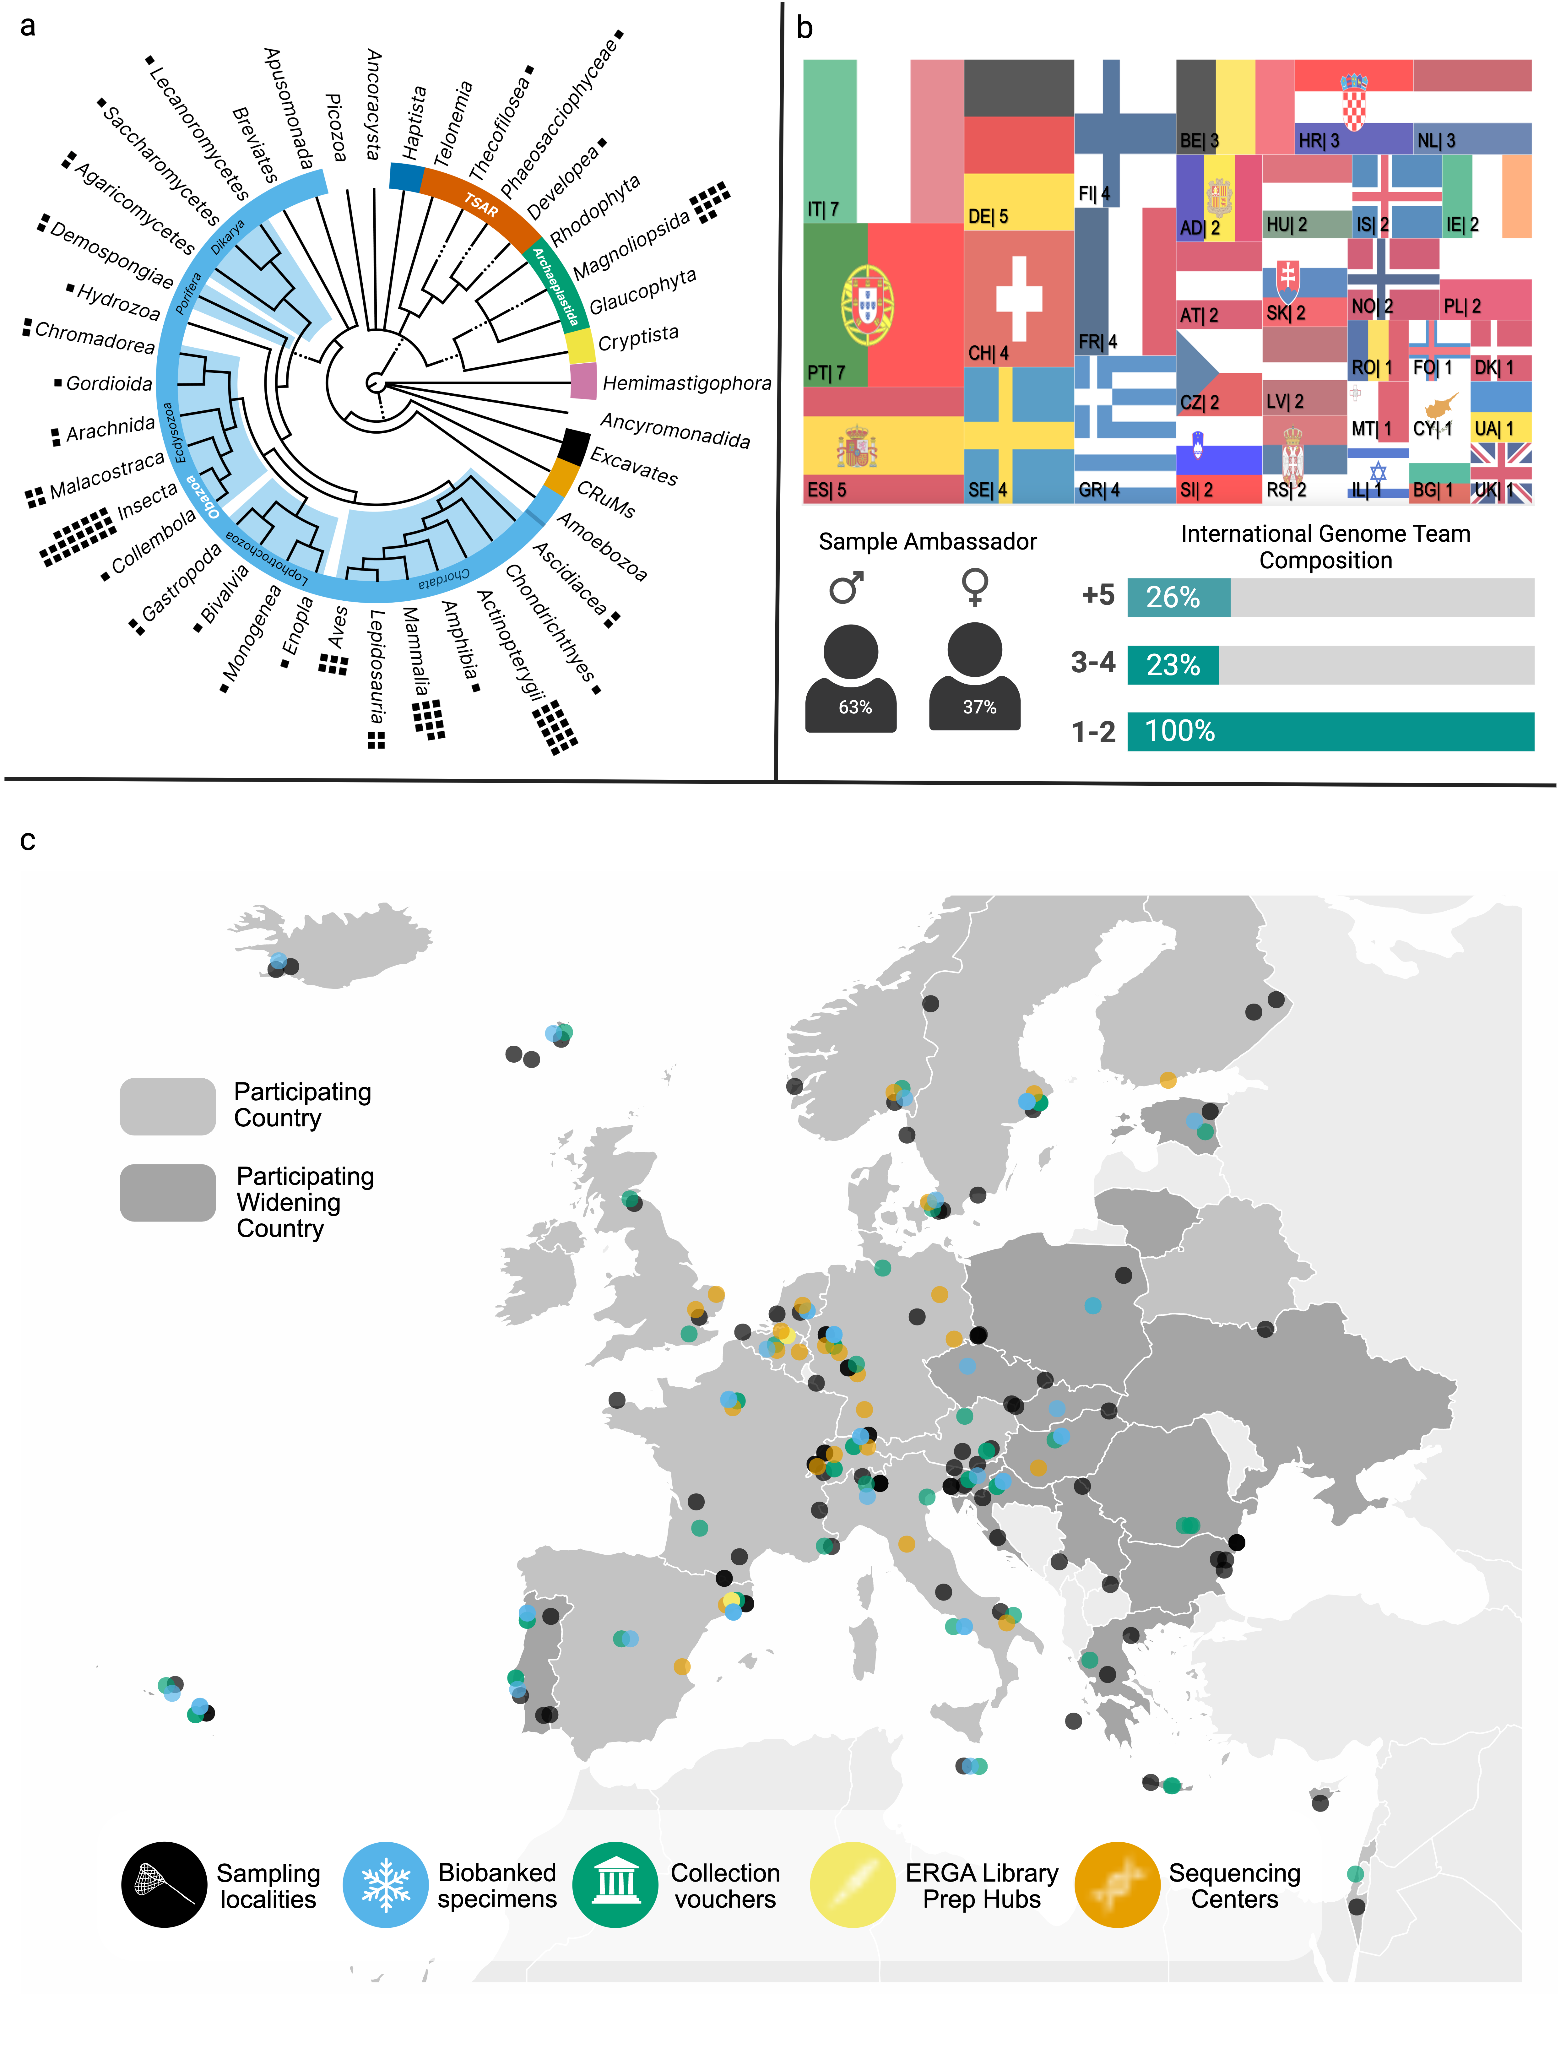 a
Lecanoromycetes
Saccharomycetes
Agaricomycetes
Demospongiae
Hydrozoa
Chromadorea
Gordioida
Arachnida
Malacostraca
Insecta
Collembola
Gastropoda
Bivalvia
Monogenea
Enopla
Aves
Lepidosauria
Mammalia
Amphibia
Actinopterygii
Chondrichthyes
Ascidiacea
Amoebozoa
CRuMs
Excavates
Ancyromonadida
Hemimastigophora
Cryptista
Glaucophyta
Magnoliopsida
Rhodophyta
Developea
Phaeosacciophyceae
Thecofilosea
Telonemia
Haptista
Ancoracysta
Picozoa
Apusomonada
Breviates
TSAR
Archaeplastida
Dikarya
Porifera
Ecdysozoa
Obazoa
Lophotrochozoa
Chordata
b
IT| 7
PT| 7
ES| 5
DE| 5
CH| 4
SE| 4
FI| 4
FR| 4
GR| 4
BE| 3
HR| 3
NL| 3
AD| 2
HU| 2
IS| 2
IE| 2
AT| 2
SK| 2
NO| 2
PL| 2
CZ| 2
LV| 2
RO| 1
FO| 1
DK| 1
MT| 1
CY| 1
UA| 1
SI| 2
RS| 2
IL| 1
BG| 1
UK| 1
Sample Ambassador
♂ ♀
63% 37%
International Genome Team
Composition
+5 26%
3-4 23%
1-2 100%
c
Participating
Country
Participating
Widening
Country
Sampling
localities
Biobanked
specimens
Collection
vouchers
ERGA Library
Prep Hubs
Sequencing
Centers